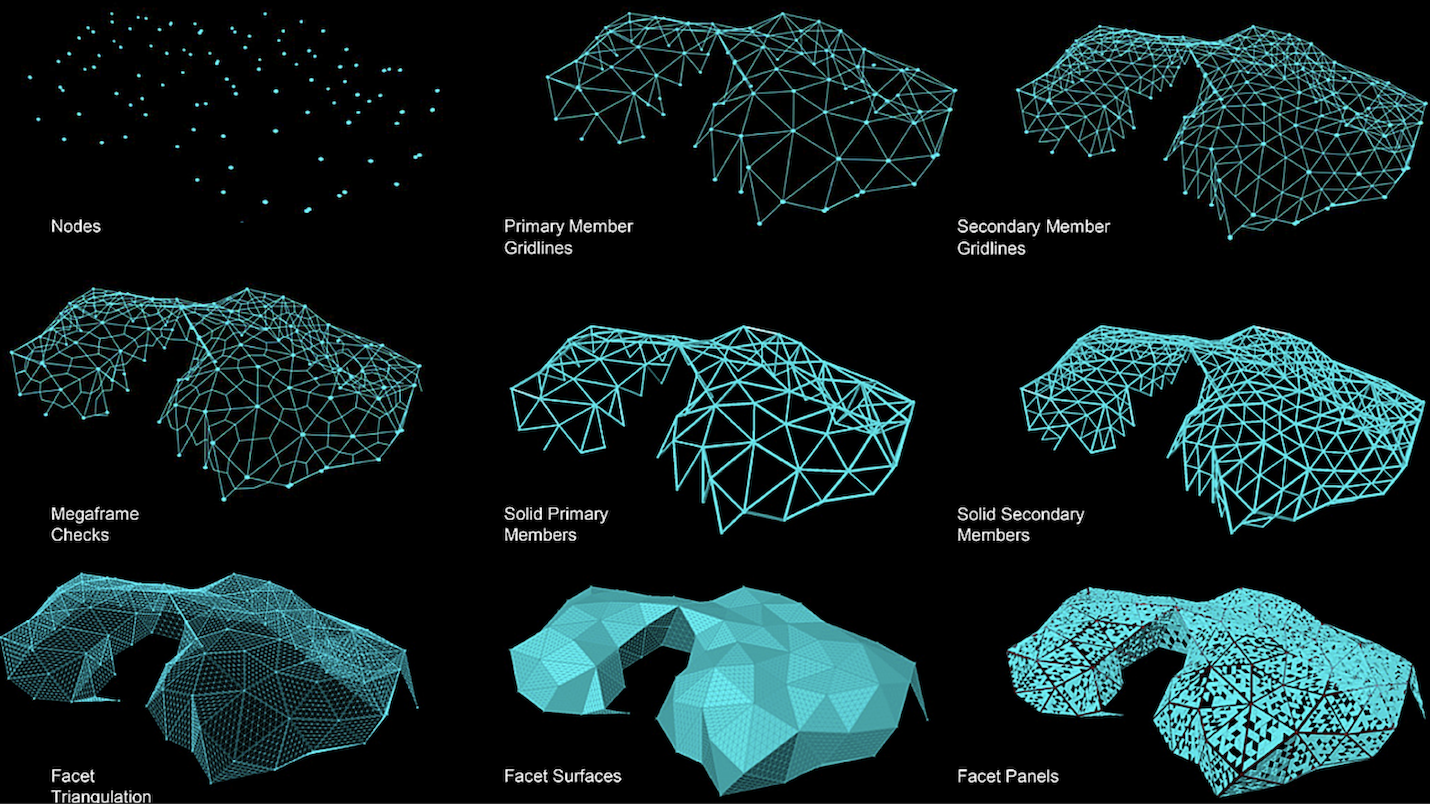 Nodes
Primary Member
Gridlines
Secondary Member
Gridlines
Megaframe
Checks
Solid Primary
Members
Solid Secondary
Members
Facet
Triangulation
Facet Surfaces
Facet Panels